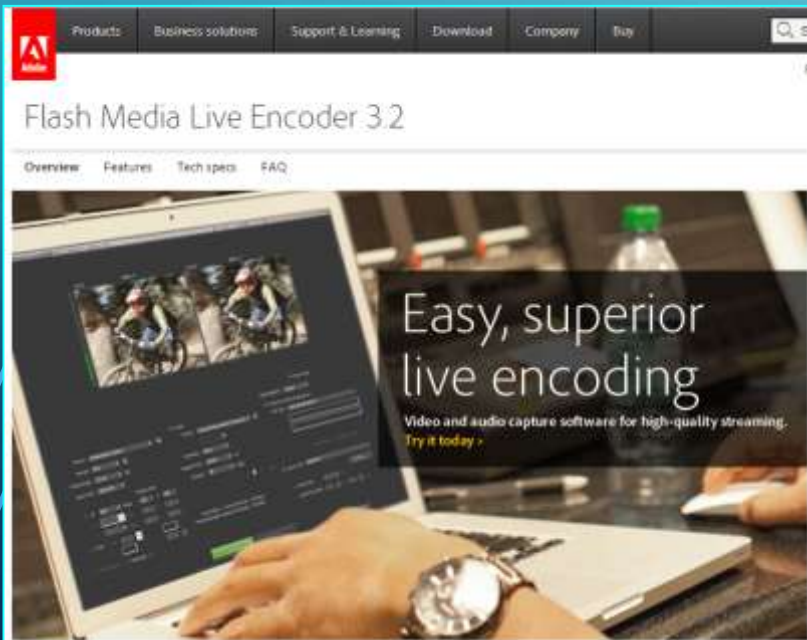 Products Business solutions Support & Learning Download Company Buy
Adobe
Flash Media Live Encoder 3.2
Overview Features Tech specs FAQ
Easy, superior
live encoding
Video and audio capture software for high-quality streaming.
Try it today ›